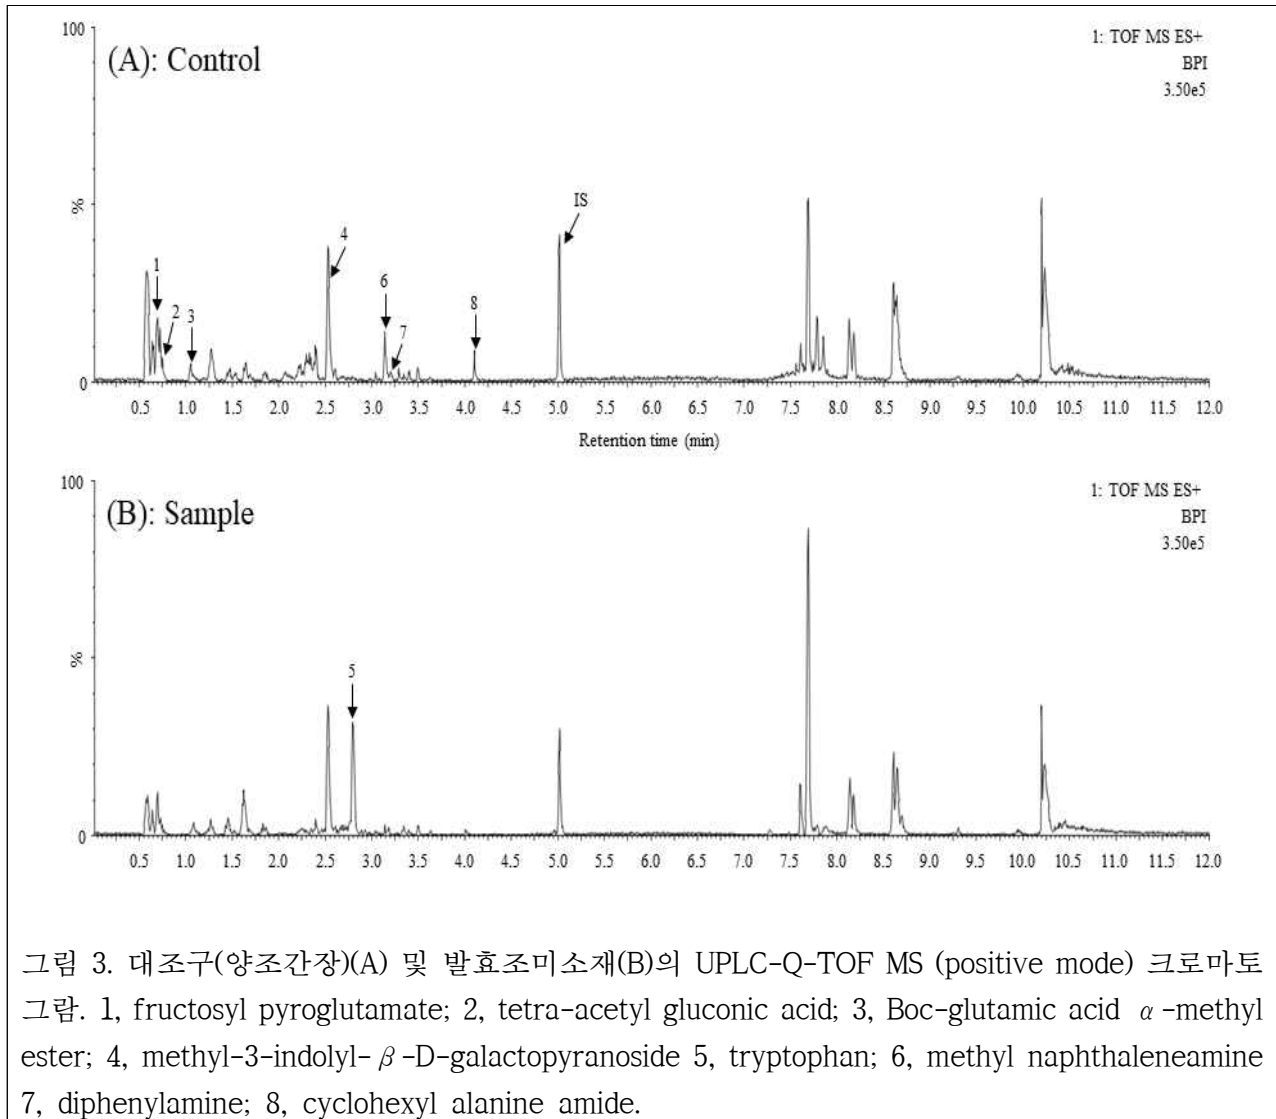 100
(A): Control
1: TOF MS ES+
BPI
3.50e5
%
0
1
2
3
4
6
7
8
IS
0.5 1.0 1.5 2.0 2.5 3.0 3.5 4.0 4.5 5.0 5.5 6.0 6.5 7.0 7.5 8.0 8.5 9.0 9.5 10.0 10.5 11.0 11.5 12.0
Retention time (min)
100
(B): Sample
1: TOF MS ES+
BPI
3.50e5
%
0
5
0.5 1.0 1.5 2.0 2.5 3.0 3.5 4.0 4.5 5.0 5.5 6.0 6.5 7.0 7.5 8.0 8.5 9.0 9.5 10.0 10.5 11.0 11.5 12.0
그림 3. 대조구(양조간장)(A) 및 발효조미소재(B)의 UPLC-Q-TOF MS (positive mode) 크로마토
그람. 1, fructosyl pyroglutamate; 2, tetra-acetyl gluconic acid; 3, Boc-glutamic acid α-methyl
ester; 4, methyl-3-indolyl-β-D-galactopyranoside 5, tryptophan; 6, methyl naphthaleneamine
7, diphenylamine; 8, cyclohexyl alanine amide.